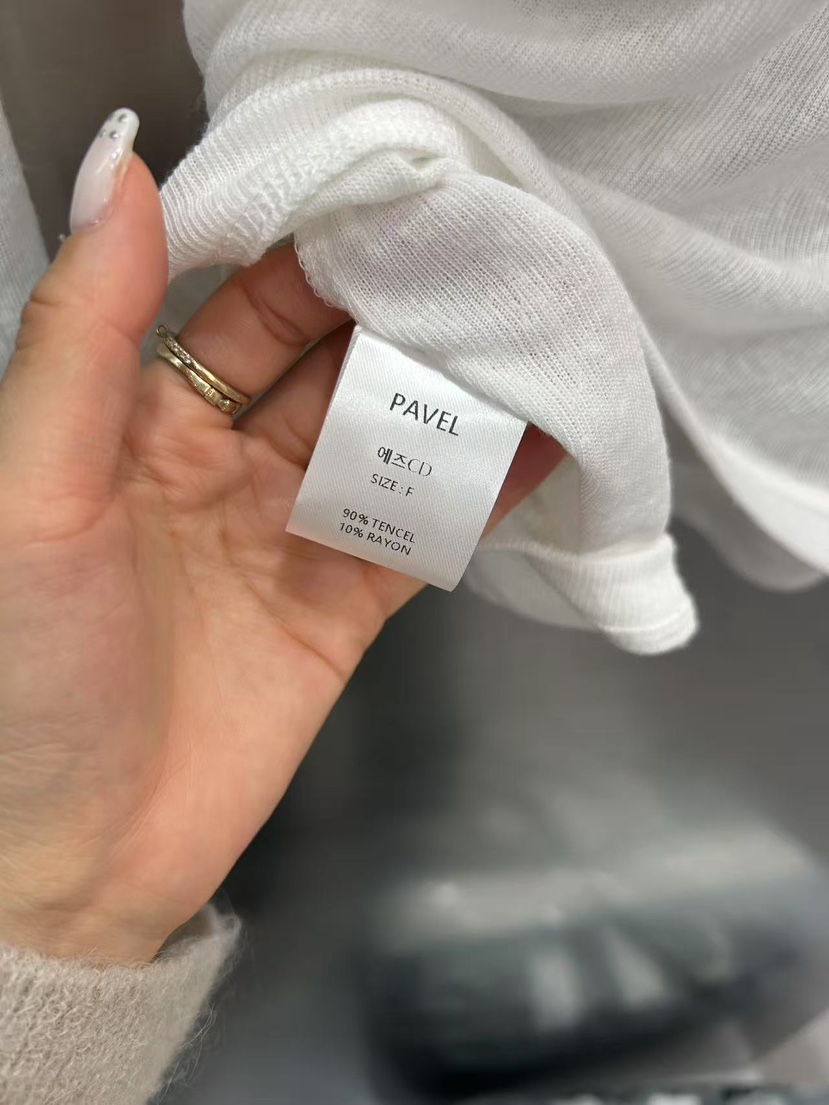 PAVEL
에즈CD
SIZE : F
90% TENCEL
10% RAYON